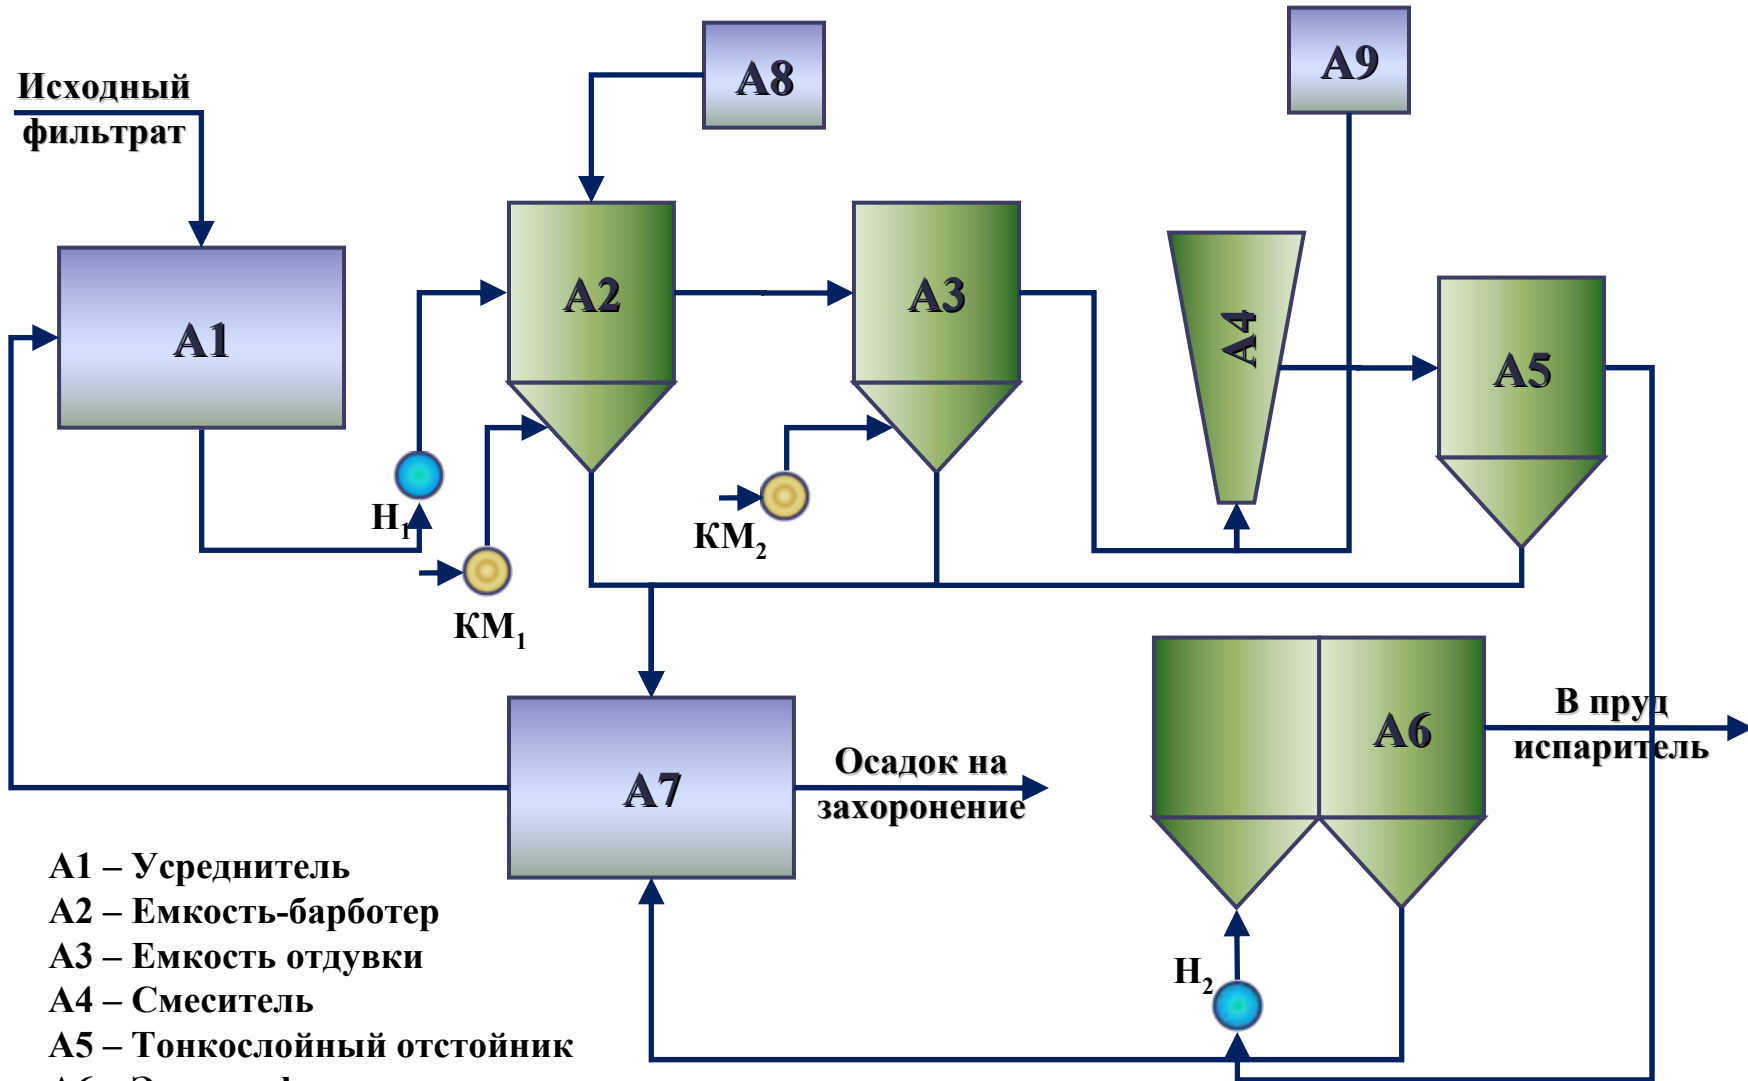 Исходный
фильтрат
А8
А9
А1
А2
А3
А4
А5
Н1
КМ1
КМ2
А6
А7
В пруд
испаритель
Осадок на
захоронение
Н2
А1 – Усреднитель
А2 – Емкость-барботер
А3 – Емкость отдувки
А4 – Смеситель
А5 – Тонкослойный отстойник